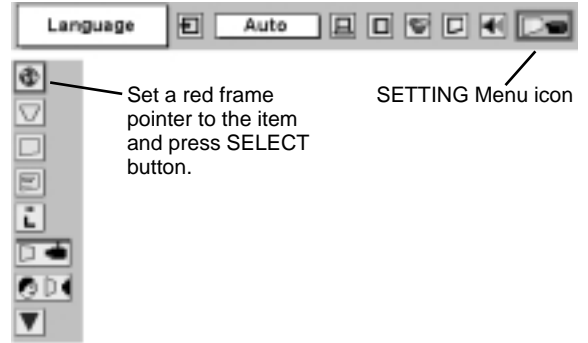 Language
Auto
Set a red frame
pointer to the item
and press SELECT
button.
SETTING Menu icon